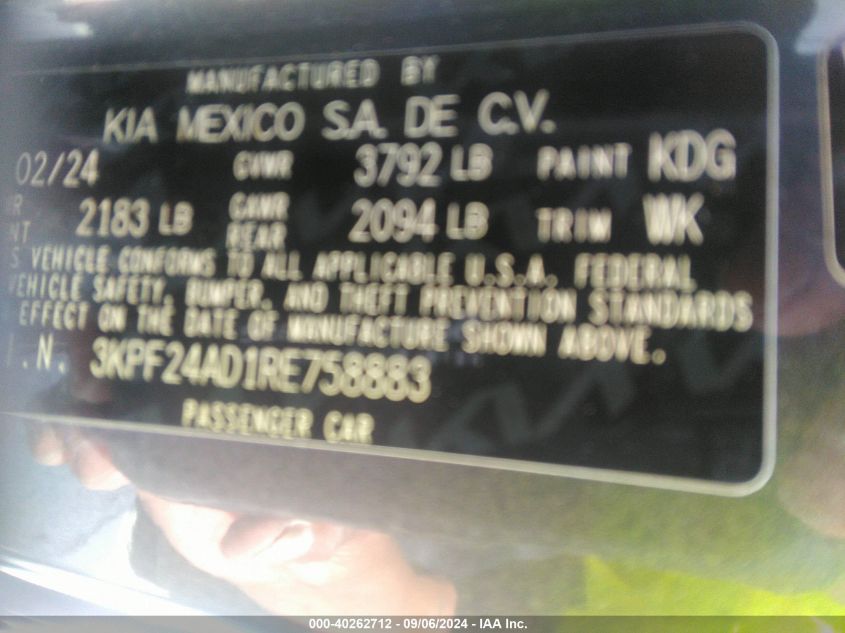 MANUFACTURED BY
KIA MEXICO S.A. DE C.V.
02/24 GVWR 3792 LB PAINT KDG
2183 LB GAWR REAR 2094 LB TRIM WK
VEHICLE CONFORMS TO ALL APPLICABLE U.S.A. FEDERAL
VEHICLE SAFETY, BUMPER, AND THEFT PREVENTION STANDARDS
EFFECT ON THE DATE OF MANUFACTURE SHOWN ABOVE.
I.N. 3KPF24AD1RE758883
PASSENGER CAR
000-40262712 - 09/06/2024 - IAA Inc.